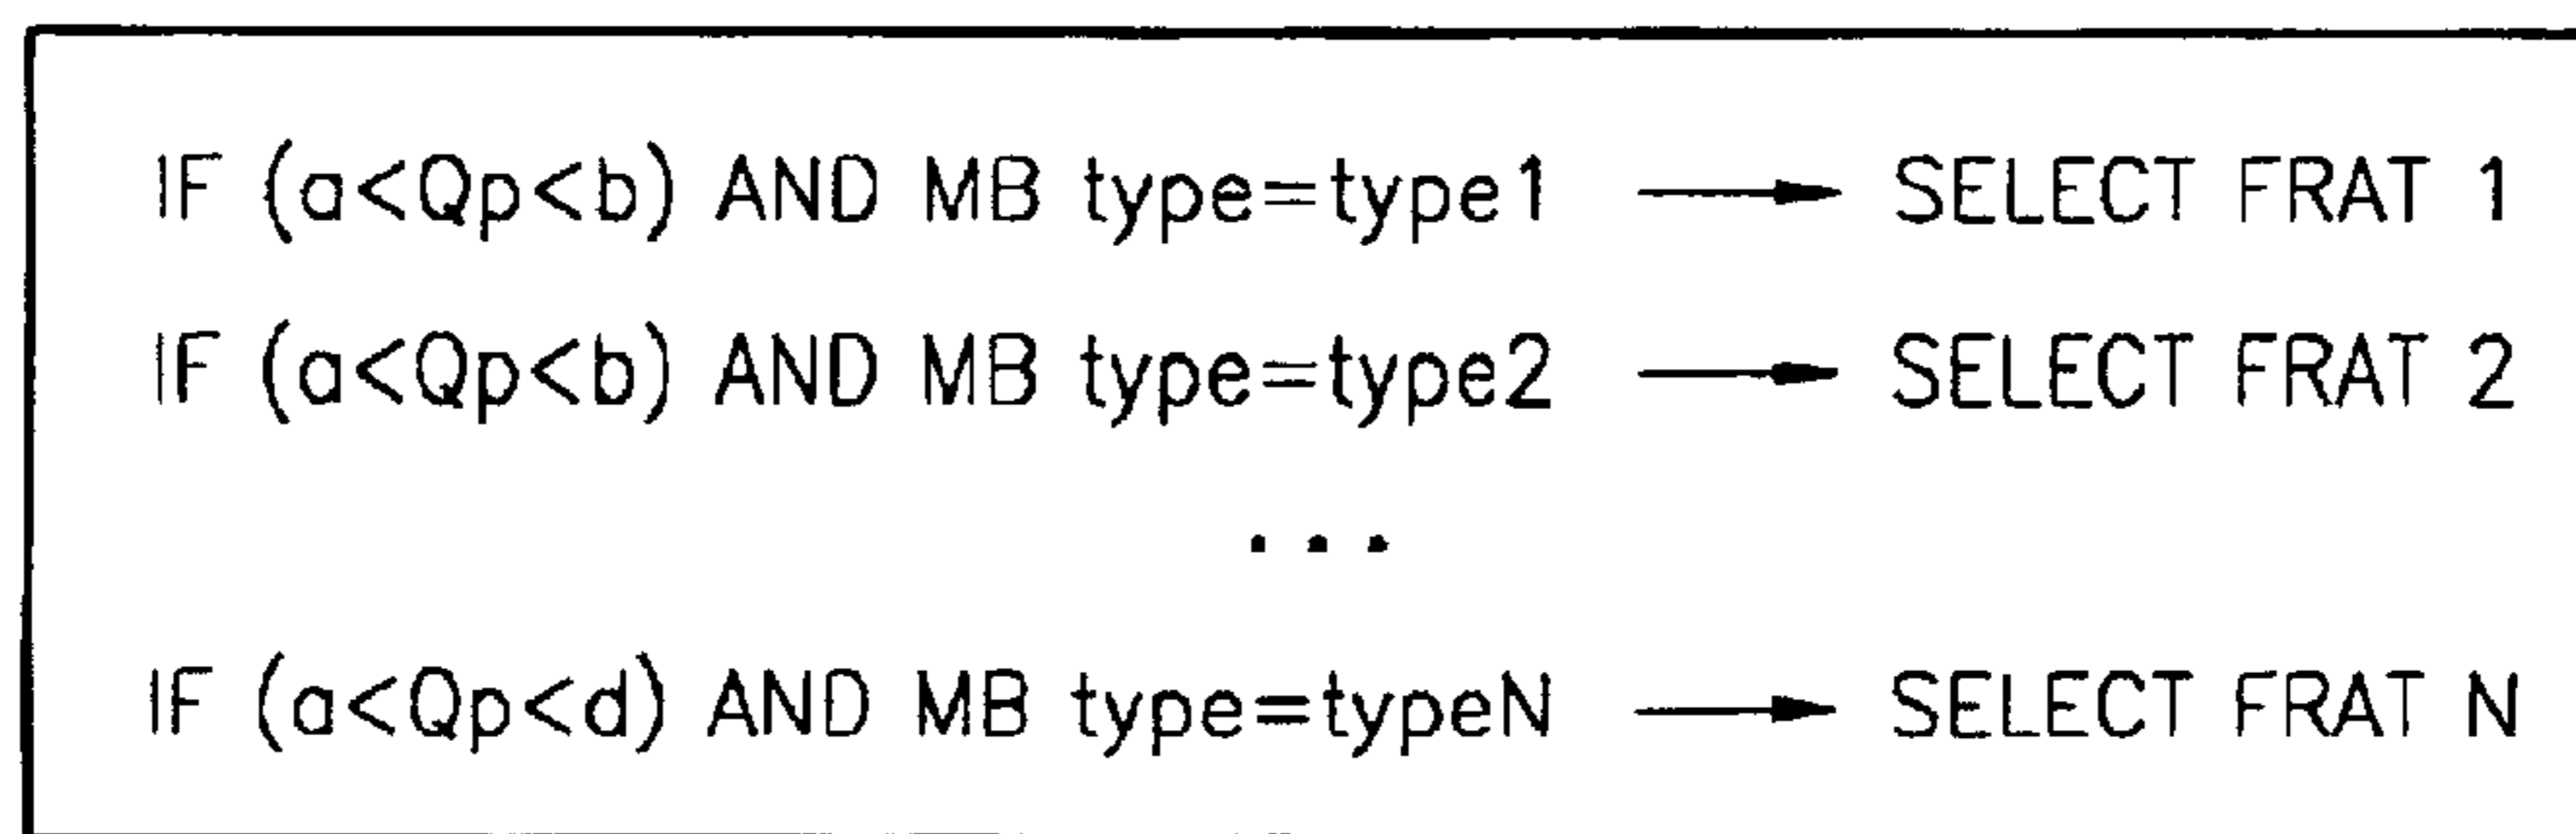 IF (a<Qp<b) AND MB type=type1 → SELECT FRAT 1
IF (a<Qp<b) AND MB type=type2 → SELECT FRAT 2
...
IF (a<Qp<d) AND MB type=typeN → SELECT FRAT N